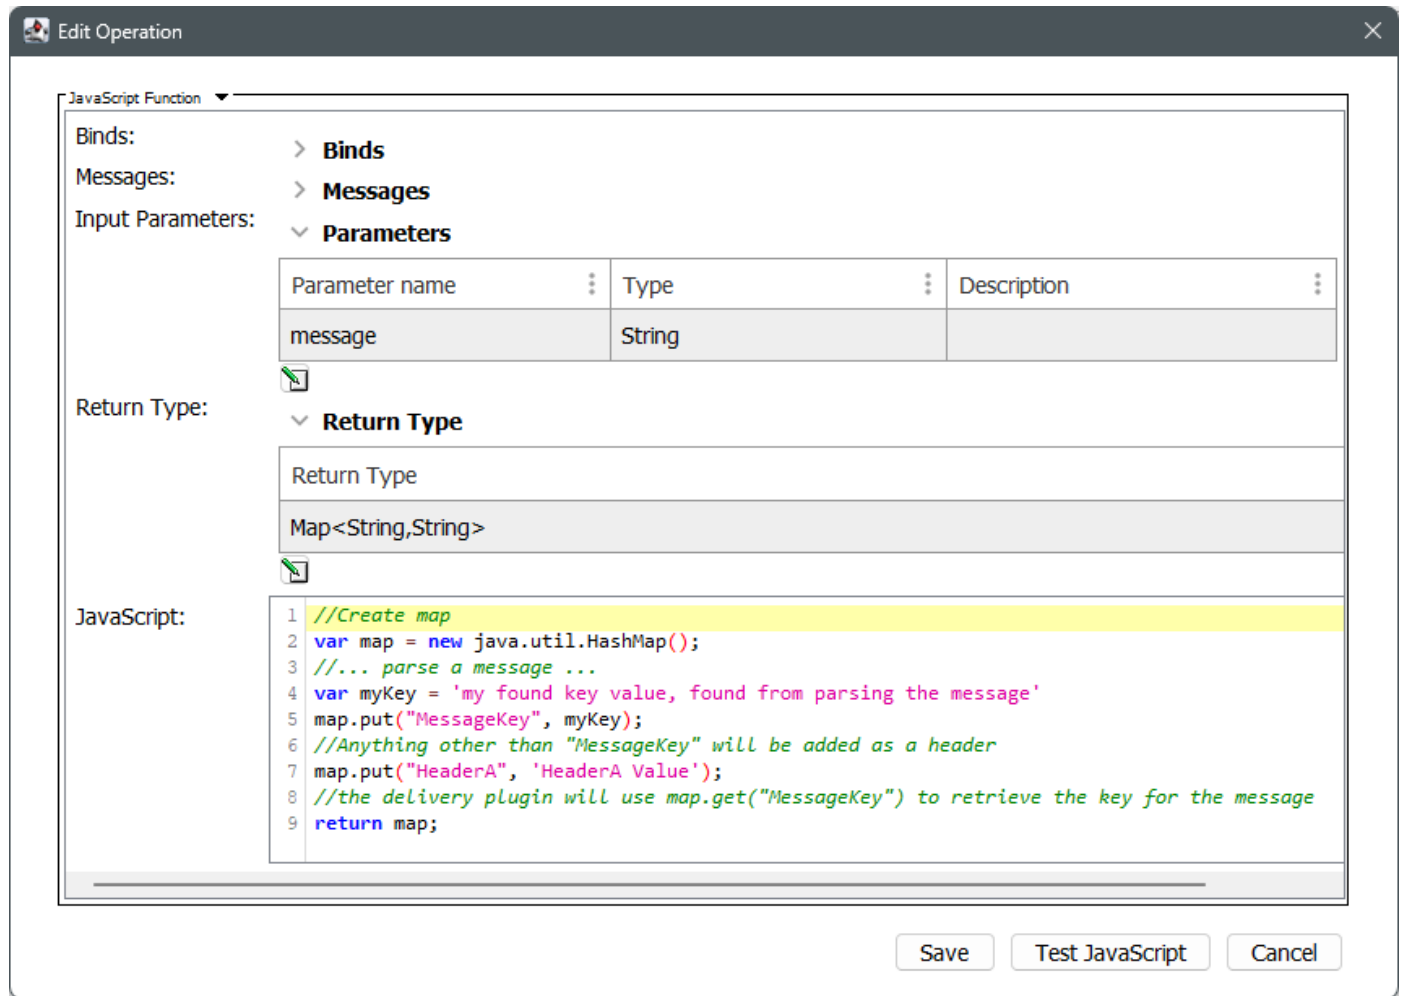 Edit Operation
JavaScript Function
Binds:
Binds
Messages:
Messages
Input Parameters:
Parameters
Parameter name Type Description
message String
Return Type:
Return Type
Return Type
Map<String,String>
JavaScript:
1 //Create map
2 var map = new java.util.HashMap();
3 //... parse a message ...
4 var myKey = 'my found key value, found from parsing the message'
5 map.put("MessageKey", myKey);
6 //Anything other than "MessageKey" will be added as a header
7 map.put("HeaderA", 'HeaderA Value');
8 //the delivery plugin will use map.get("MessageKey") to retrieve the key for the message
9 return map;
Save Test JavaScript Cancel